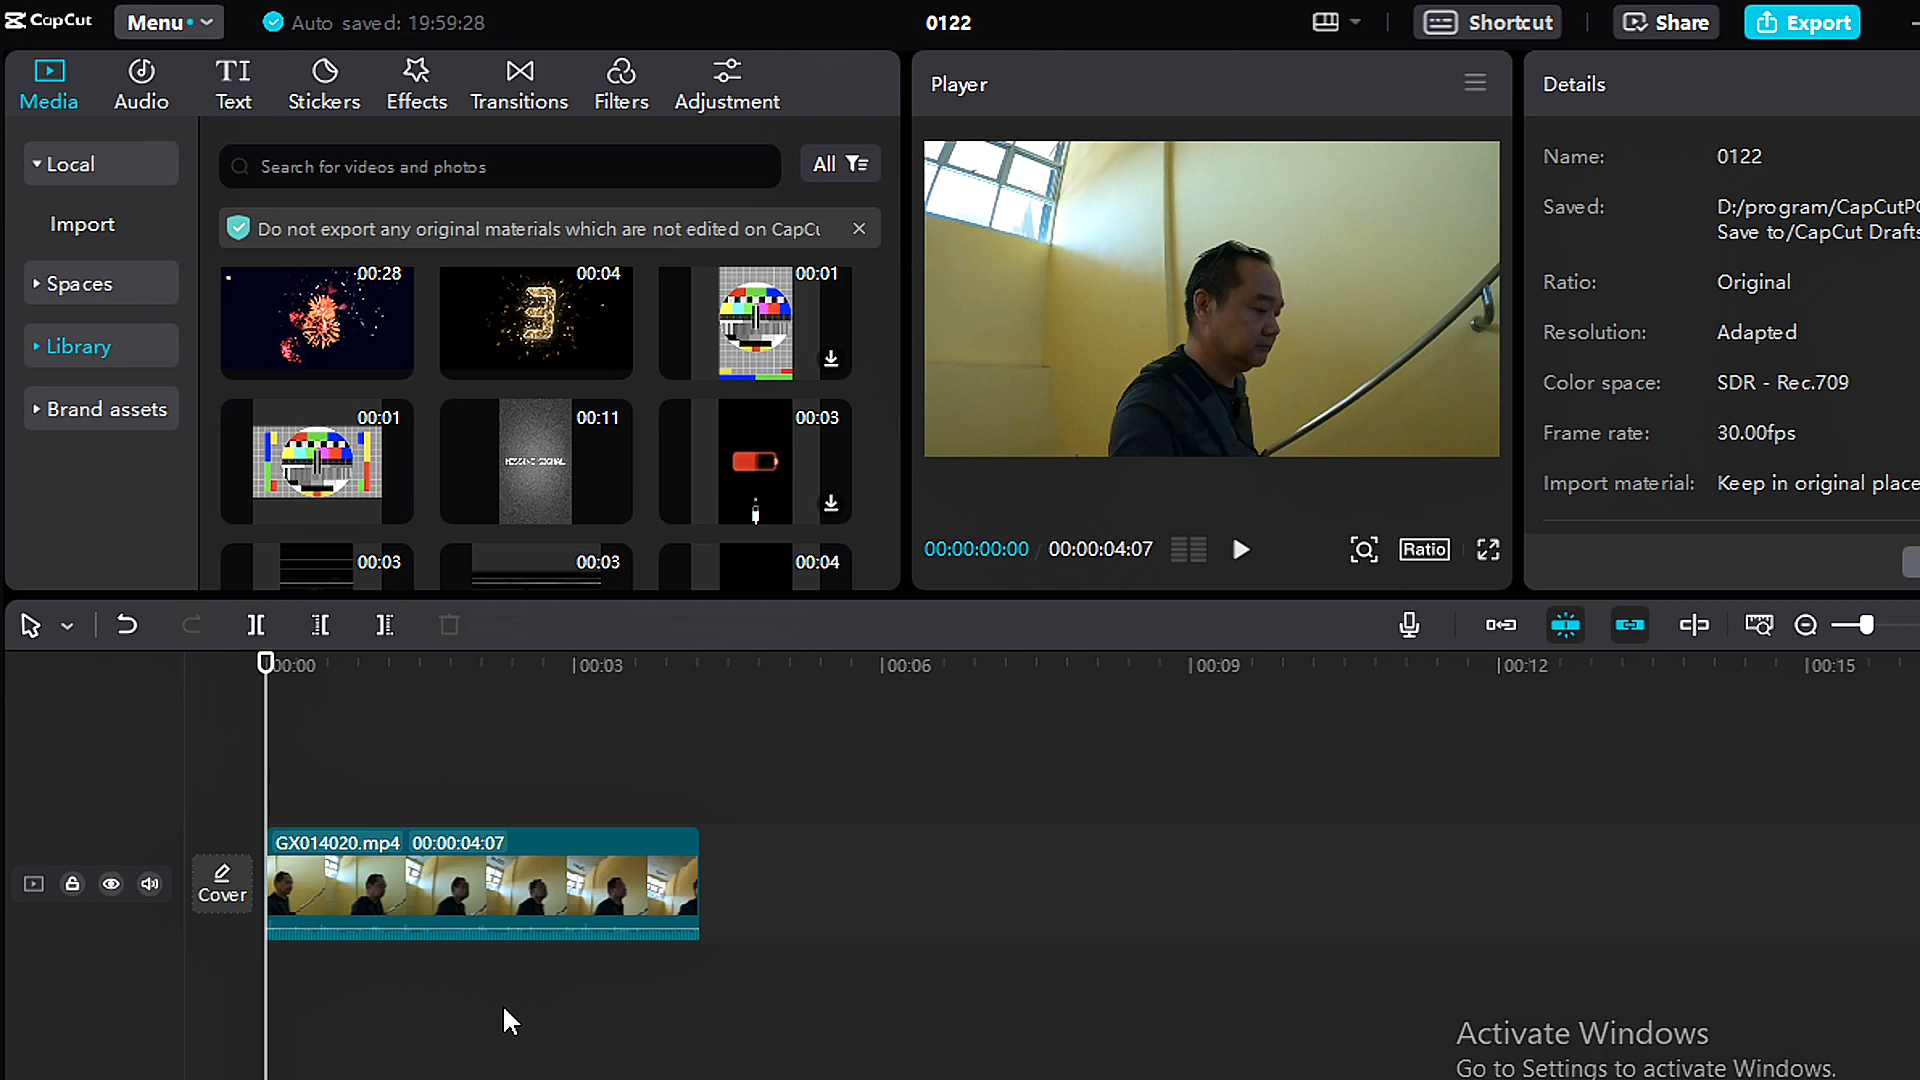 CapCut
Menu
Auto saved: 19:59:28
0122
Shortcut
Share
Export
Media
Audio
TI
Text
Stickers
Effects
Transitions
Filters
Adjustment
Player
Details
Local
Import
Spaces
Library
Brand assets
Search for videos and photos
All
Do not export any original materials which are not edited on CapCu
00:28
00:04
3
00:01
00:01
00:11
00:03
00:03
00:03
00:04
00:00:00:00 / 00:00:04:07
Ratio
Name: 0122
Saved: D:/program/CapCutPC
Save to/CapCut Drafts
Ratio: Original
Resolution: Adapted
Color space: SDR - Rec.709
Frame rate: 30.00fps
Import material: Keep in original place
00:00
00:03
00:06
00:09
00:12
00:15
GX014020.mp4 00:00:04:07
Cover
Activate Windows
Go to Settings to activate Windows.